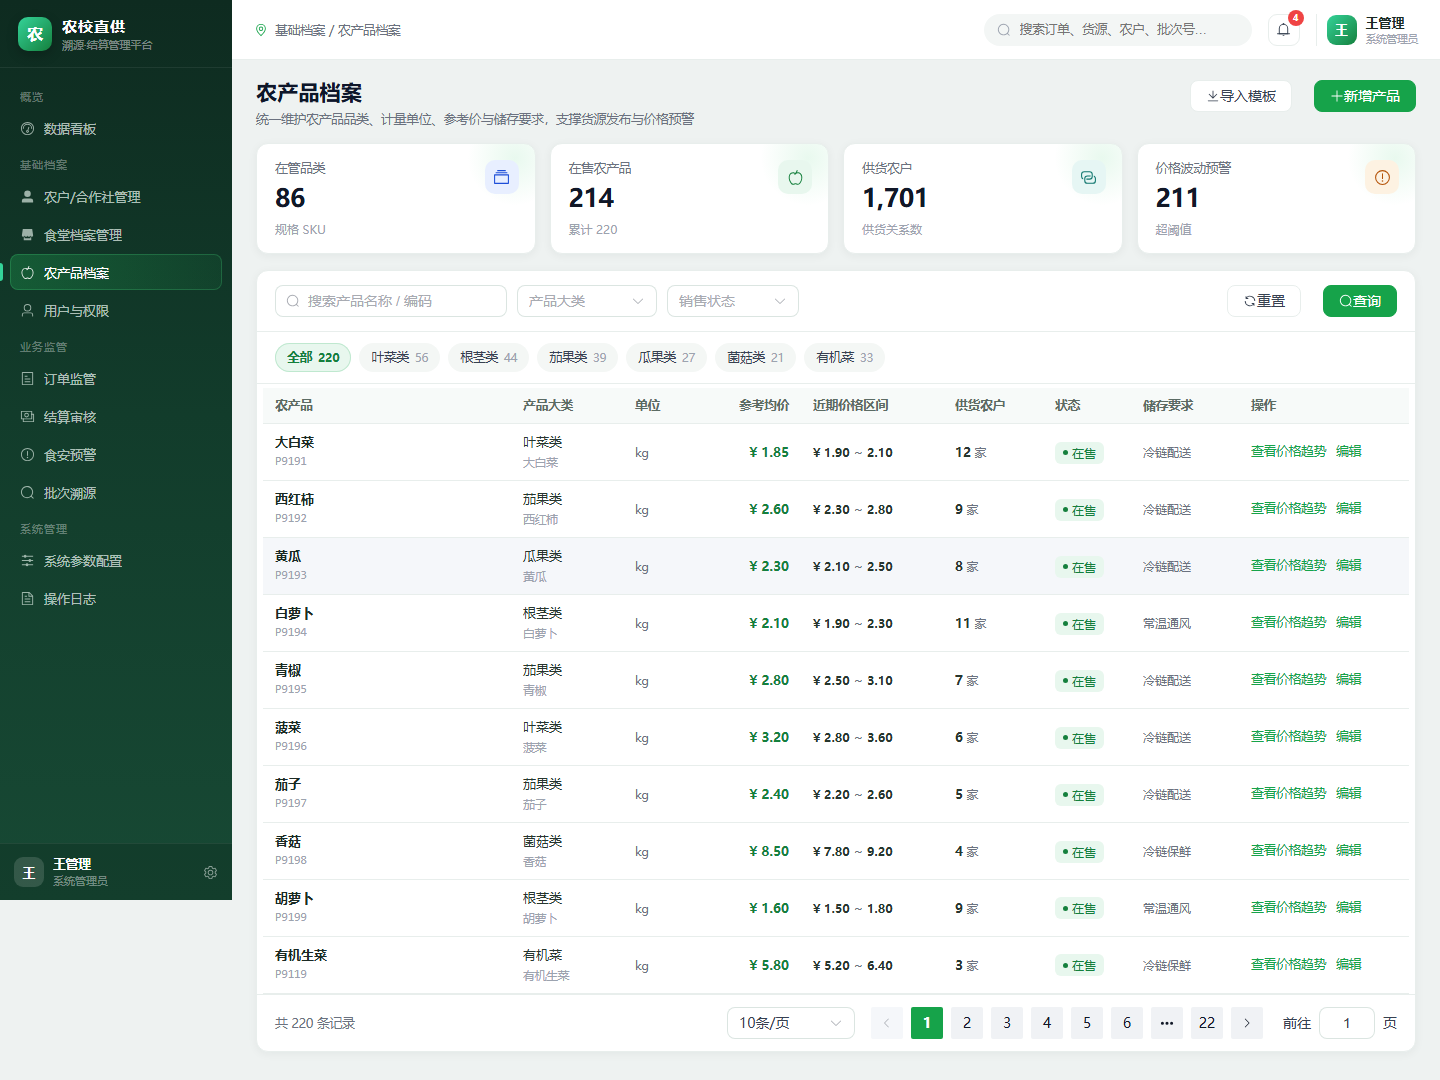 农
农校直供
溯源·结算管理平台
概览
数据看板
基础档案
农户/合作社管理
食堂档案管理
农产品档案
用户与权限
业务监管
订单监管
结算审核
食安预警
批次溯源
系统管理
系统参数配置
操作日志
王
王管理
系统管理员
基础档案 / 农产品档案
搜索订单、货源、农户、批次号...
4
王
王管理
系统管理员
农产品档案
统一维护农产品品类、计量单位、参考价与储存要求，支撑货源发布与价格预警
导入模板
新增产品
在管品类
86
规格 SKU
在售农产品
214
累计 220
供货农户
1,701
供货关系数
价格波动预警
211
超阈值
搜索产品名称 / 编码
产品大类
销售状态
重置
查询
全部 220
叶菜类 56
根茎类 44
茄果类 39
瓜果类 27
菌菇类 21
有机菜 33
农产品 产品大类 单位 参考均价 近期价格区间 供货农户 状态 储存要求 操作
大白菜 叶菜类 kg ¥ 1.85 ¥ 1.90 ~ 2.10 12 家 在售 冷链配送 查看价格趋势 编辑
P9191 大白菜
西红柿 茄果类 kg ¥ 2.60 ¥ 2.30 ~ 2.80 9 家 在售 冷链配送 查看价格趋势 编辑
P9192 西红柿
黄瓜 瓜果类 kg ¥ 2.30 ¥ 2.10 ~ 2.50 8 家 在售 冷链配送 查看价格趋势 编辑
P9193 黄瓜
白萝卜 根茎类 kg ¥ 2.10 ¥ 1.90 ~ 2.30 11 家 在售 常温通风 查看价格趋势 编辑
P9194 白萝卜
青椒 茄果类 kg ¥ 2.80 ¥ 2.50 ~ 3.10 7 家 在售 冷链配送 查看价格趋势 编辑
P9195 青椒
菠菜 叶菜类 kg ¥ 3.20 ¥ 2.80 ~ 3.60 6 家 在售 冷链配送 查看价格趋势 编辑
P9196 菠菜
茄子 茄果类 kg ¥ 2.40 ¥ 2.20 ~ 2.60 5 家 在售 冷链配送 查看价格趋势 编辑
P9197 茄子
香菇 菌菇类 kg ¥ 8.50 ¥ 7.80 ~ 9.20 4 家 在售 冷链保鲜 查看价格趋势 编辑
P9198 香菇
胡萝卜 根茎类 kg ¥ 1.60 ¥ 1.50 ~ 1.80 9 家 在售 常温通风 查看价格趋势 编辑
P9199 胡萝卜
有机生菜 有机菜 kg ¥ 5.80 ¥ 5.20 ~ 6.40 3 家 在售 冷链保鲜 查看价格趋势 编辑
P9119 有机生菜
共 220 条记录 10条/页 1 2 3 4 5 6 ••• 22 前往 1 页